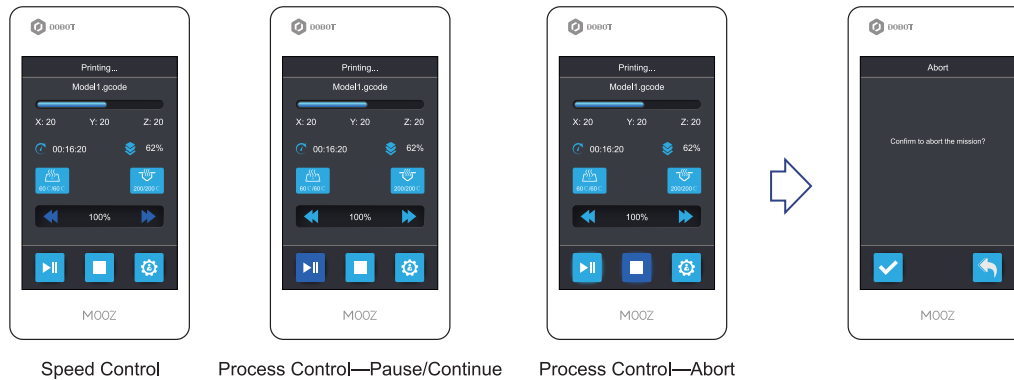 DOBOT
Printing...
Model1.gcode
X: 20 Y: 20 Z: 20
00:16:20 62%
60℃/60℃ 200/200℃
100%
MOOZ
Speed Control
DOBOT
Printing...
Model1.gcode
X: 20 Y: 20 Z: 20
00:16:20 62%
60℃/60℃ 200/200℃
100%
MOOZ
Process Control—Pause/Continue
DOBOT
Printing...
Model1.gcode
X: 20 Y: 20 Z: 20
00:16:20 62%
60℃/60℃ 200/200℃
100%
MOOZ
Process Control—Abort
DOBOT
Abort
Confirm to abort the mission?
MOOZ